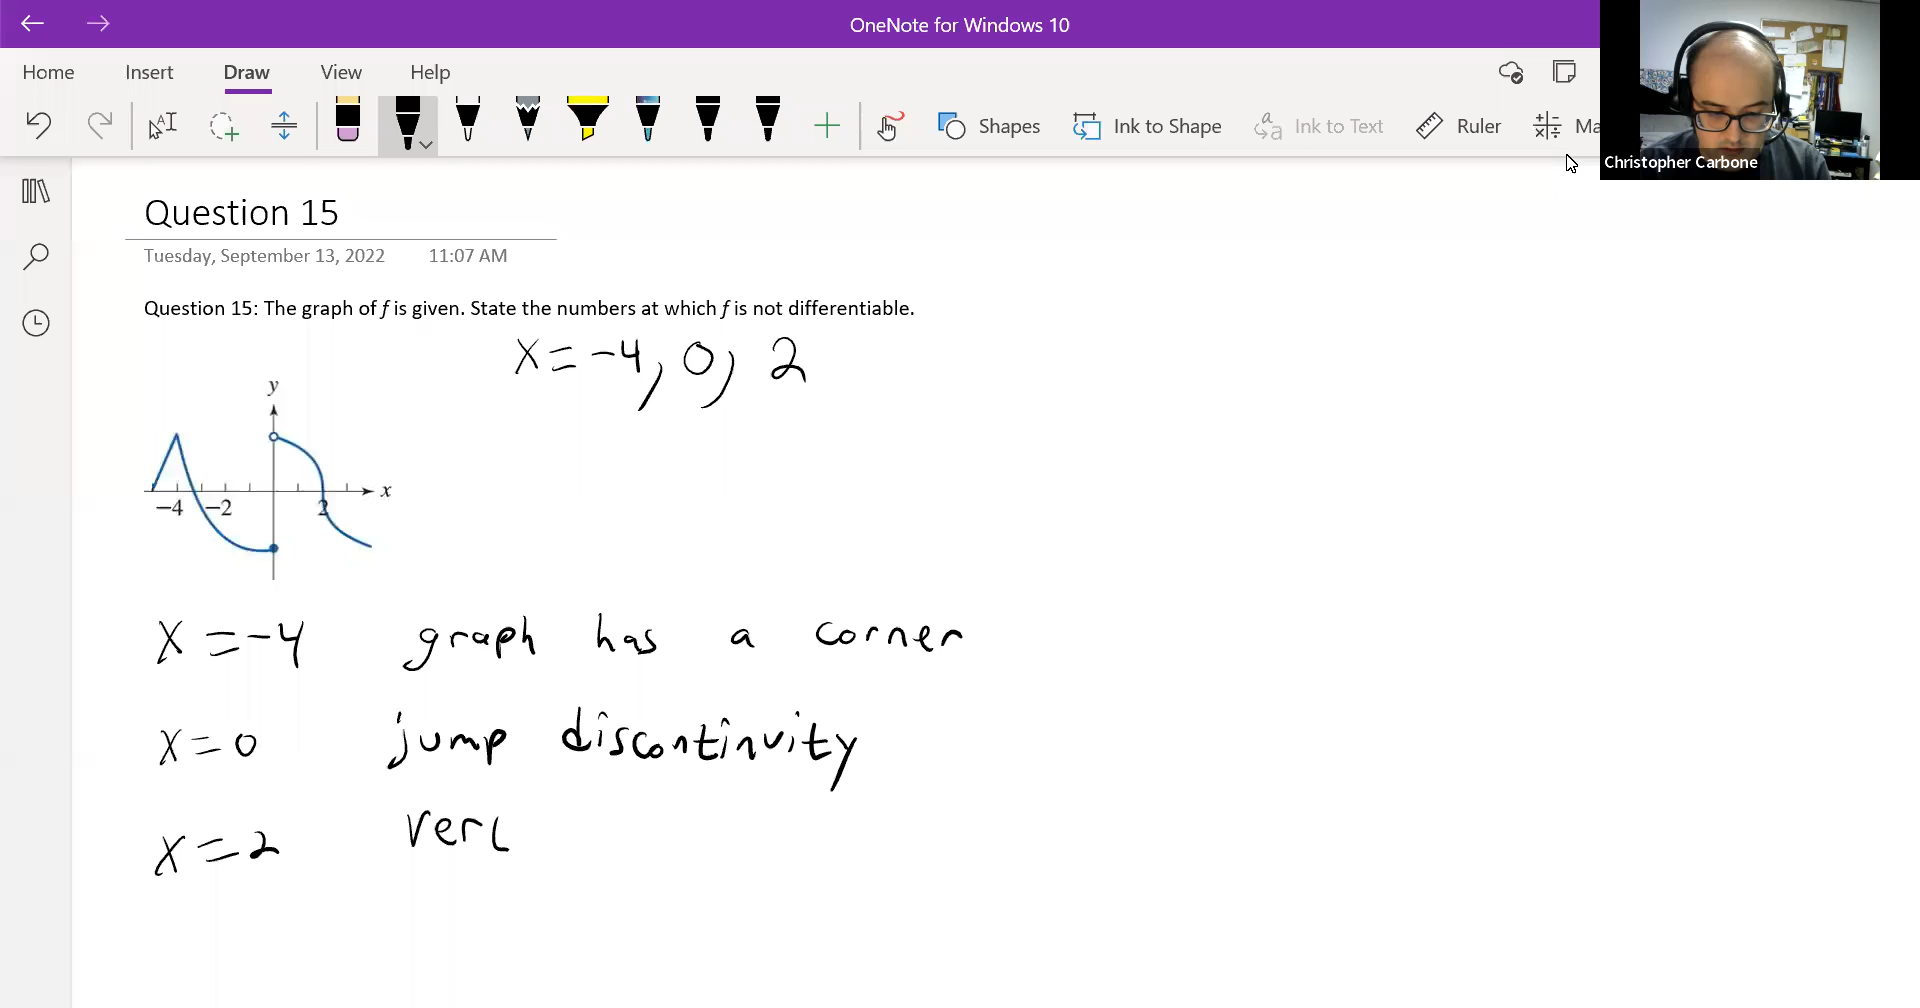 OneNote for Windows 10
Home Insert Draw View Help
Shapes Ink to Shape Ink to Text Ruler Ma
Christopher Carbone
Question 15
Tuesday, September 13, 2022 11:07 AM
Question 15: The graph of f is given. State the numbers at which f is not differentiable.
x = -4, 0, 2
y
x
-4 -2 2
x = -4 graph has a corner
x = 0 jump discontinuity
x = 2 ver